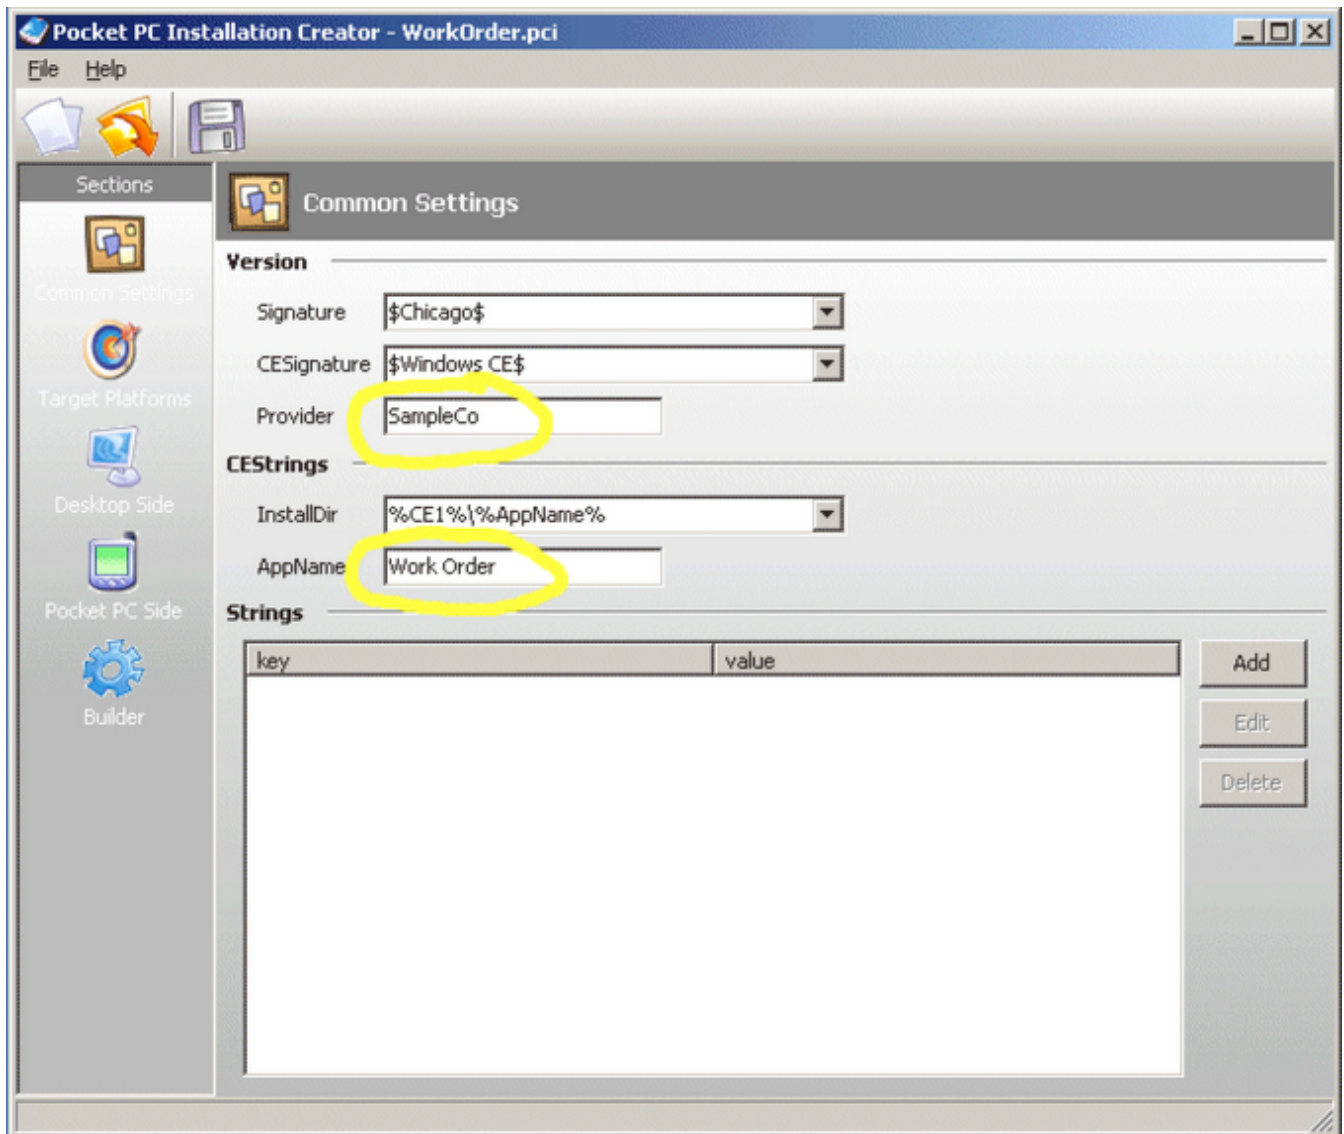 Pocket PC Installation Creator - WorkOrder.pci
File Help
Sections
Common Settings
Target Platforms
Desktop Side
Pocket PC Side
Builder
Common Settings
Version
Signature $Chicago$
CESignature $Windows CE$
Provider SampleCo
CEStrings
InstallDir %CE1%\%AppName%
AppName Work Order
Strings
key value
Add
Edit
Delete